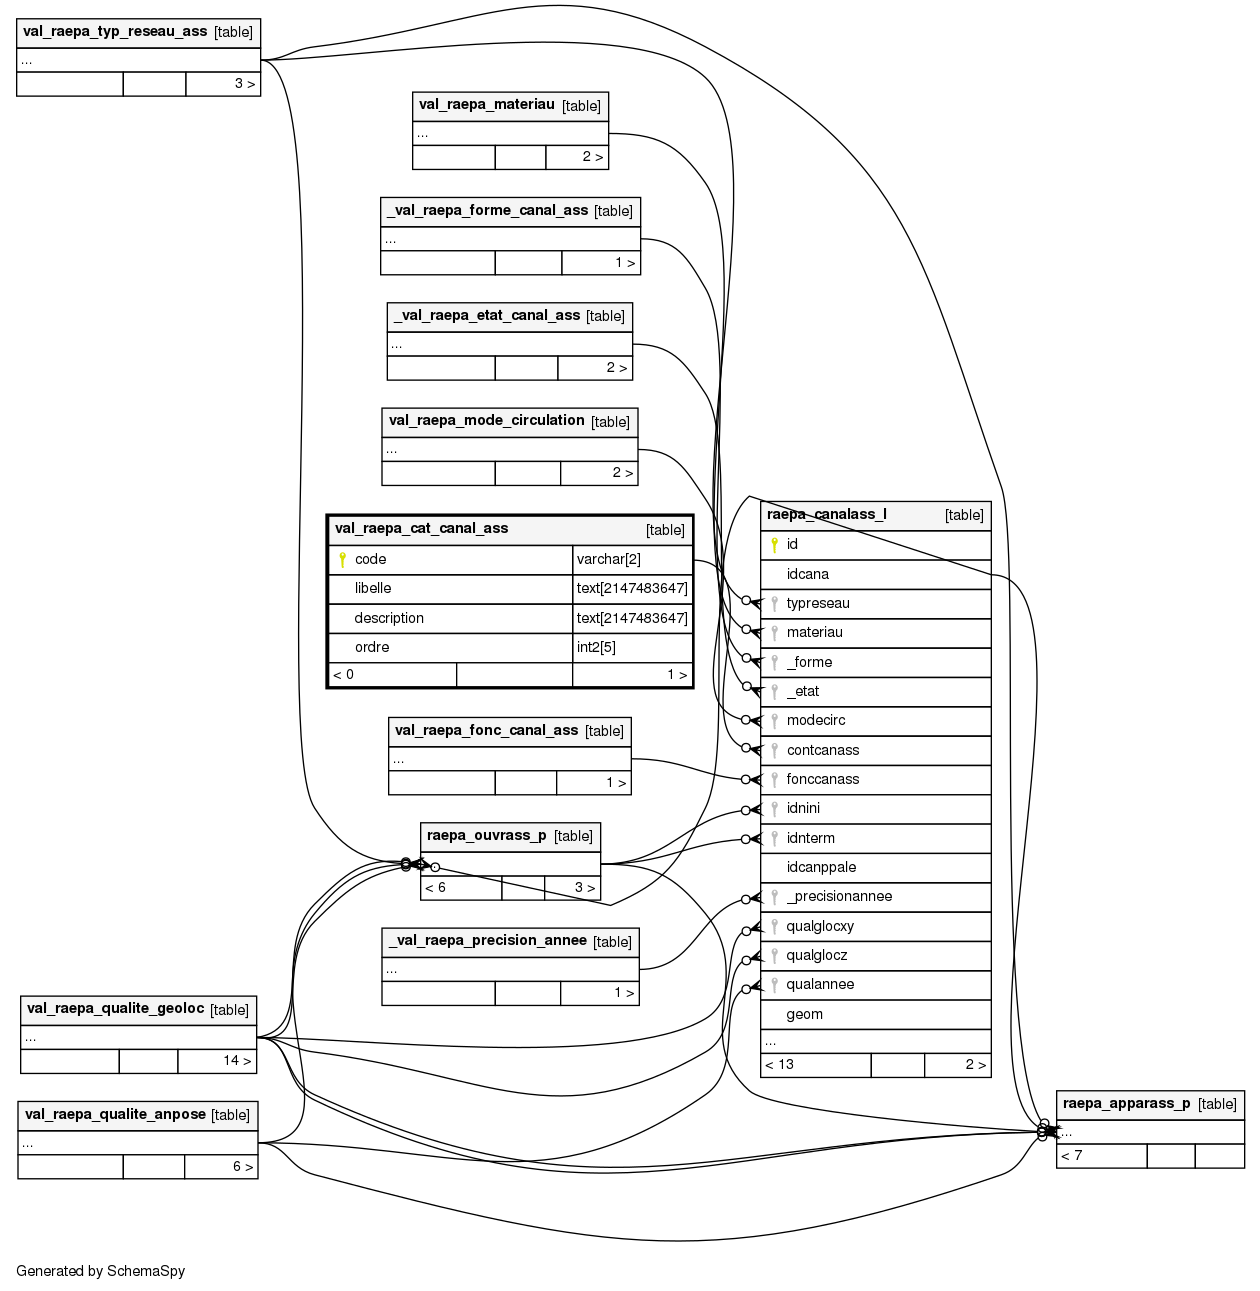 val_raepa_typ_reseau_ass [table]
...
3 >
val_raepa_materiau [table]
...
2 >
_val_raepa_forme_canal_ass [table]
...
1 >
_val_raepa_etat_canal_ass [table]
...
2 >
val_raepa_mode_circulation [table]
...
2 >
val_raepa_cat_canal_ass [table]
code varchar[2]
libelle text[2147483647]
description text[2147483647]
ordre int2[5]
< 0 1 >
val_raepa_fonc_canal_ass [table]
...
1 >
raepa_ouvrass_p [table]
< 6 3 >
_val_raepa_precision_annee [table]
...
1 >
val_raepa_qualite_geoloc [table]
...
14 >
val_raepa_qualite_anpose [table]
...
6 >
raepa_canalass_l [table]
id
idcana
typreseau
materiau
_forme
_etat
modecirc
contcanass
fonccanass
idnini
idnterm
idcanppale
_precisionannee
qualglocxy
qualglocz
qualannee
geom
...
< 13 2 >
raepa_apparass_p [table]
...
< 7
Generated by SchemaSpy